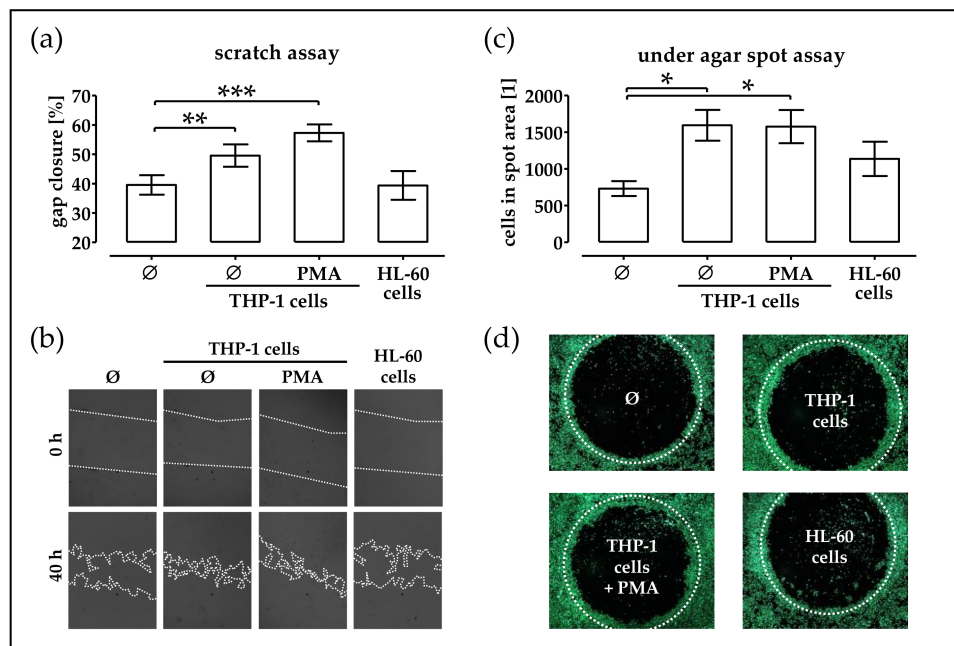 (a)
scratch assay
gap closure [%]
70
60
50
40
30
20
***
**
Ø
Ø
PMA
HL-60
cells
THP-1 cells
(c)
under agar spot assay
cells in spot area [1]
2000
1500
1000
500
0
*
*
Ø
Ø
PMA
HL-60
cells
THP-1 cells
(b)
THP-1 cells
HL-60
cells
Ø
Ø
PMA
0 h
40 h
(d)
Ø
THP-1
cells
THP-1
cells
+ PMA
HL-60
cells